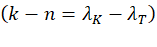 (k − n = λ_K − λ_T)